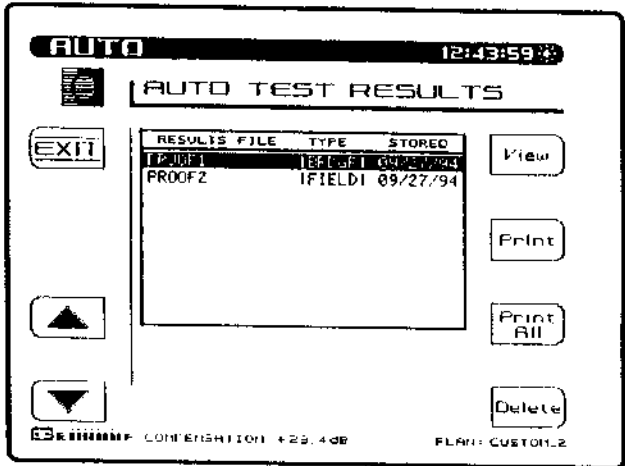 AUTO 12:43:59
AUTO TEST RESULTS
EXIT
RESULTS FILE TYPE STORED
PROOF2 |FIELD| 09/27/94
View
Print
Print All
Delete
COMPENSATION +23.4dB PLAN: CUSTOM_2